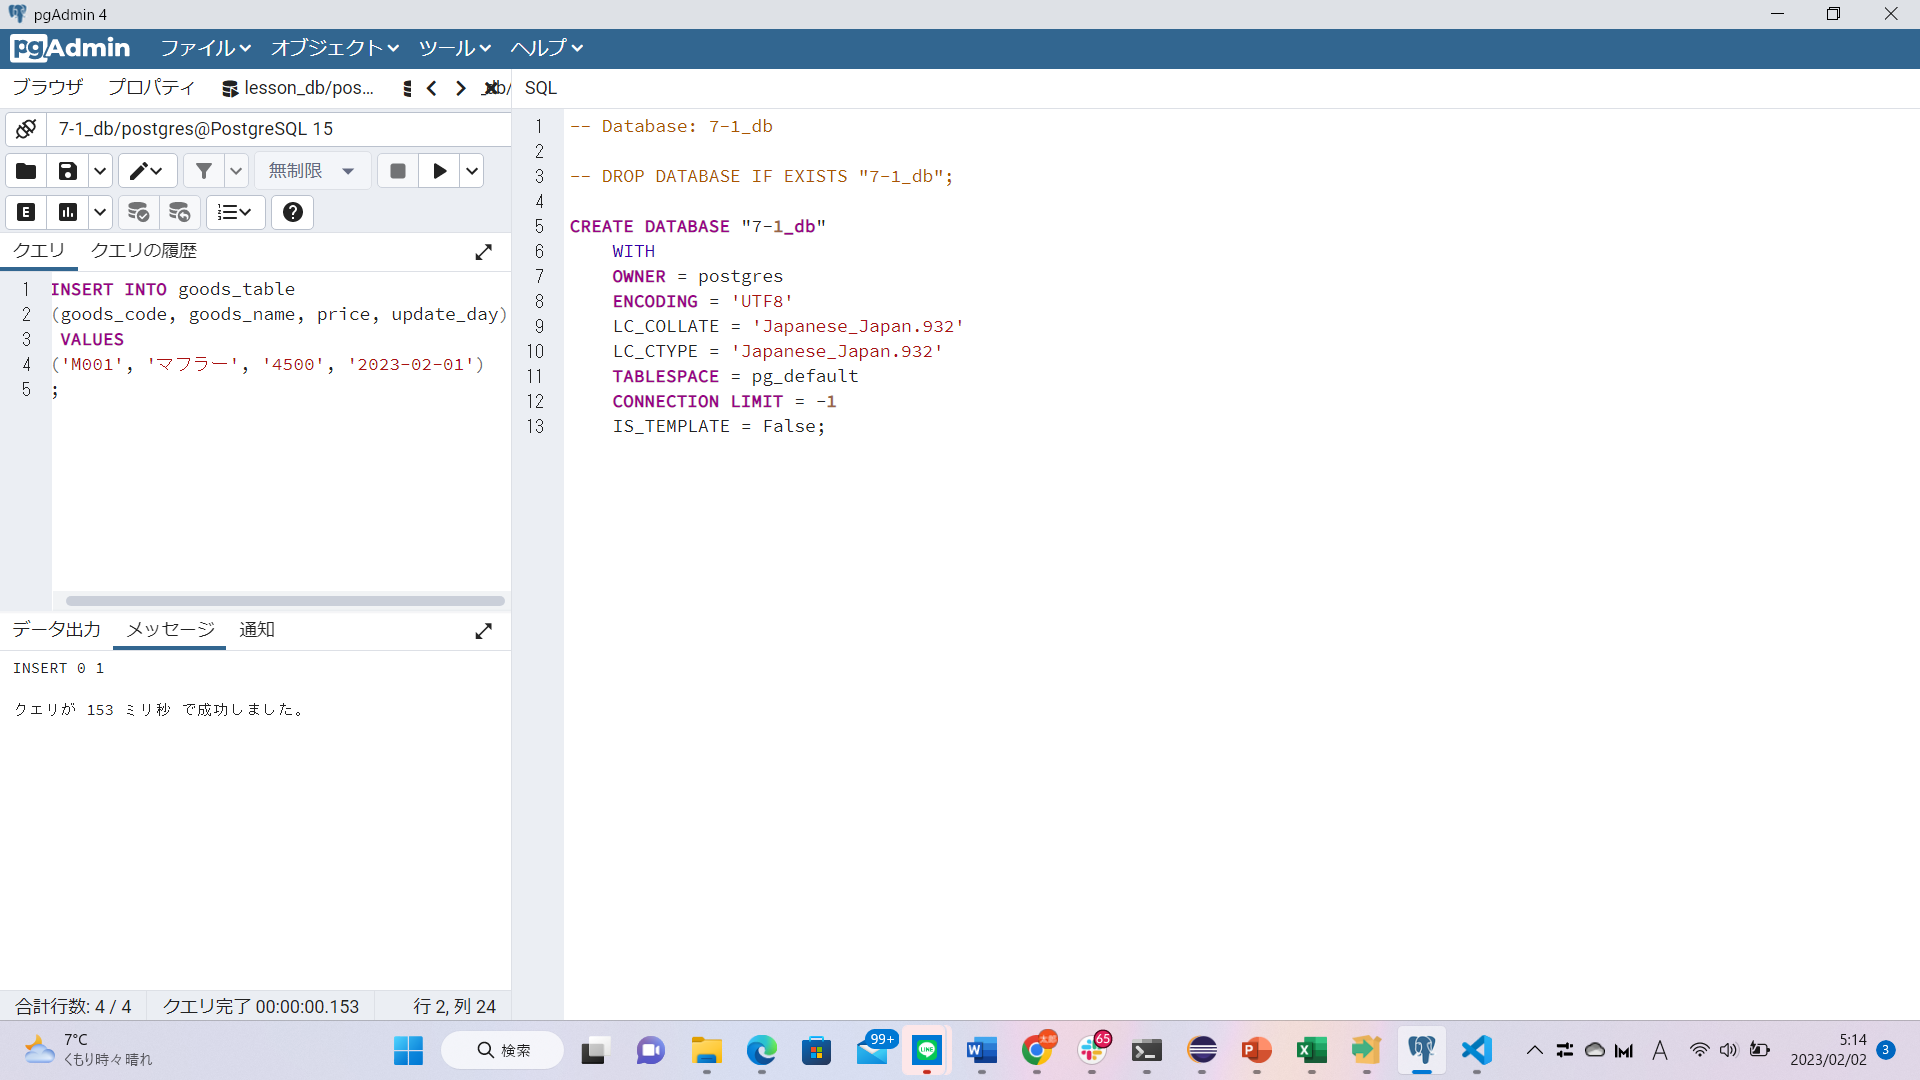 pgAdmin 4
pgAdmin ファイル オブジェクト ツール ヘルプ
ブラウザ プロパティ lesson_db/pos... _db/ SQL
7-1_db/postgres@PostgreSQL 15
無制限
E
クエリ クエリの履歴
1 INSERT INTO goods_table
2 (goods_code, goods_name, price, update_day)
3 VALUES
4 ('M001', 'マフラー', '4500', '2023-02-01')
5 ;
データ出力 メッセージ 通知
INSERT 0 1
クエリが 153 ミリ秒 で成功しました。
合計行数: 4 / 4 クエリ完了 00:00:00.153 行 2, 列 24
1 -- Database: 7-1_db
2
3 -- DROP DATABASE IF EXISTS "7-1_db";
4
5 CREATE DATABASE "7-1_db"
6 WITH
7 OWNER = postgres
8 ENCODING = 'UTF8'
9 LC_COLLATE = 'Japanese_Japan.932'
10 LC_CTYPE = 'Japanese_Japan.932'
11 TABLESPACE = pg_default
12 CONNECTION LIMIT = -1
13 IS_TEMPLATE = False;
7°C
くもり時々晴れ
検索
99+
LINE
W
太郎
65
P
X
A
5:14
2023/02/02
3